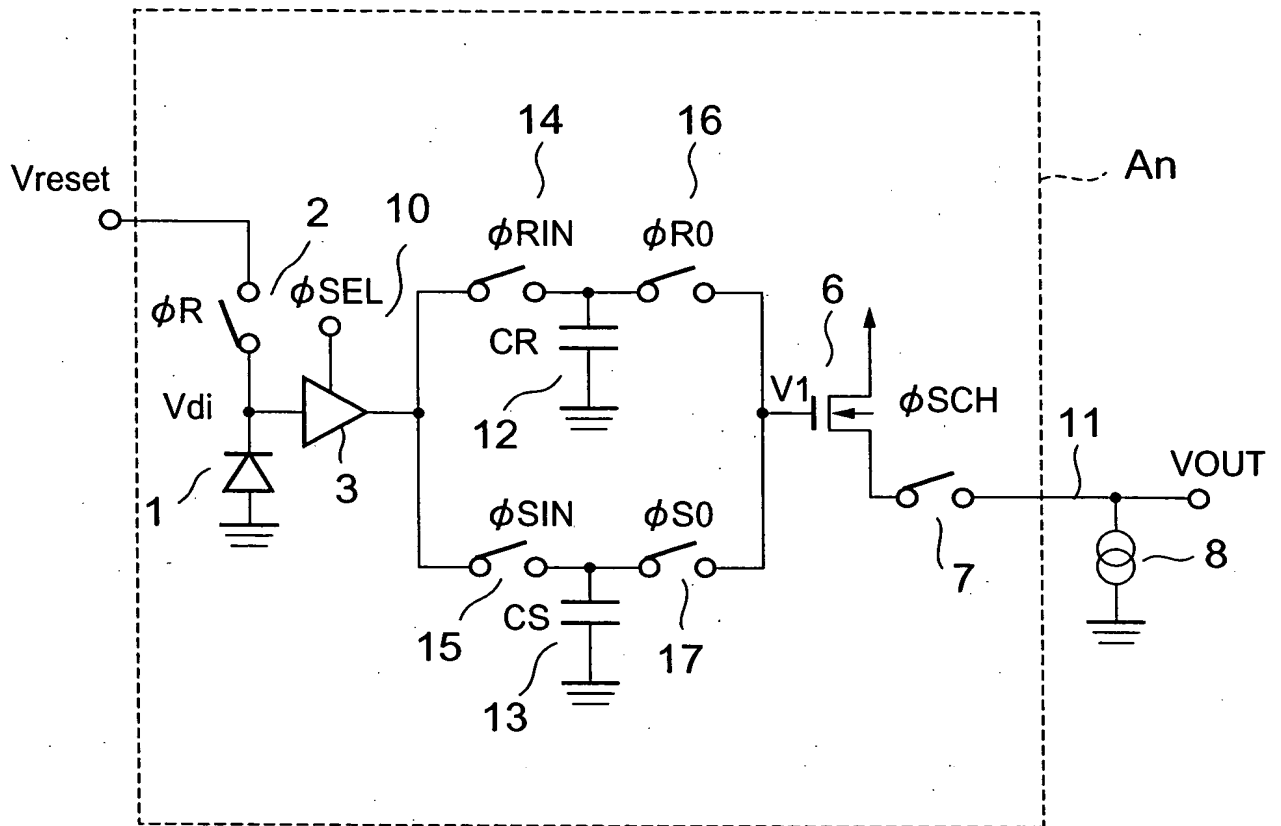 14
16
An
Vreset
2
10
φRIN
φR0
φSEL
6
φR
CR
V1
φSCH
Vdi
12
11
VOUT
3
1
φSIN
φS0
7
8
CS
15
17
13